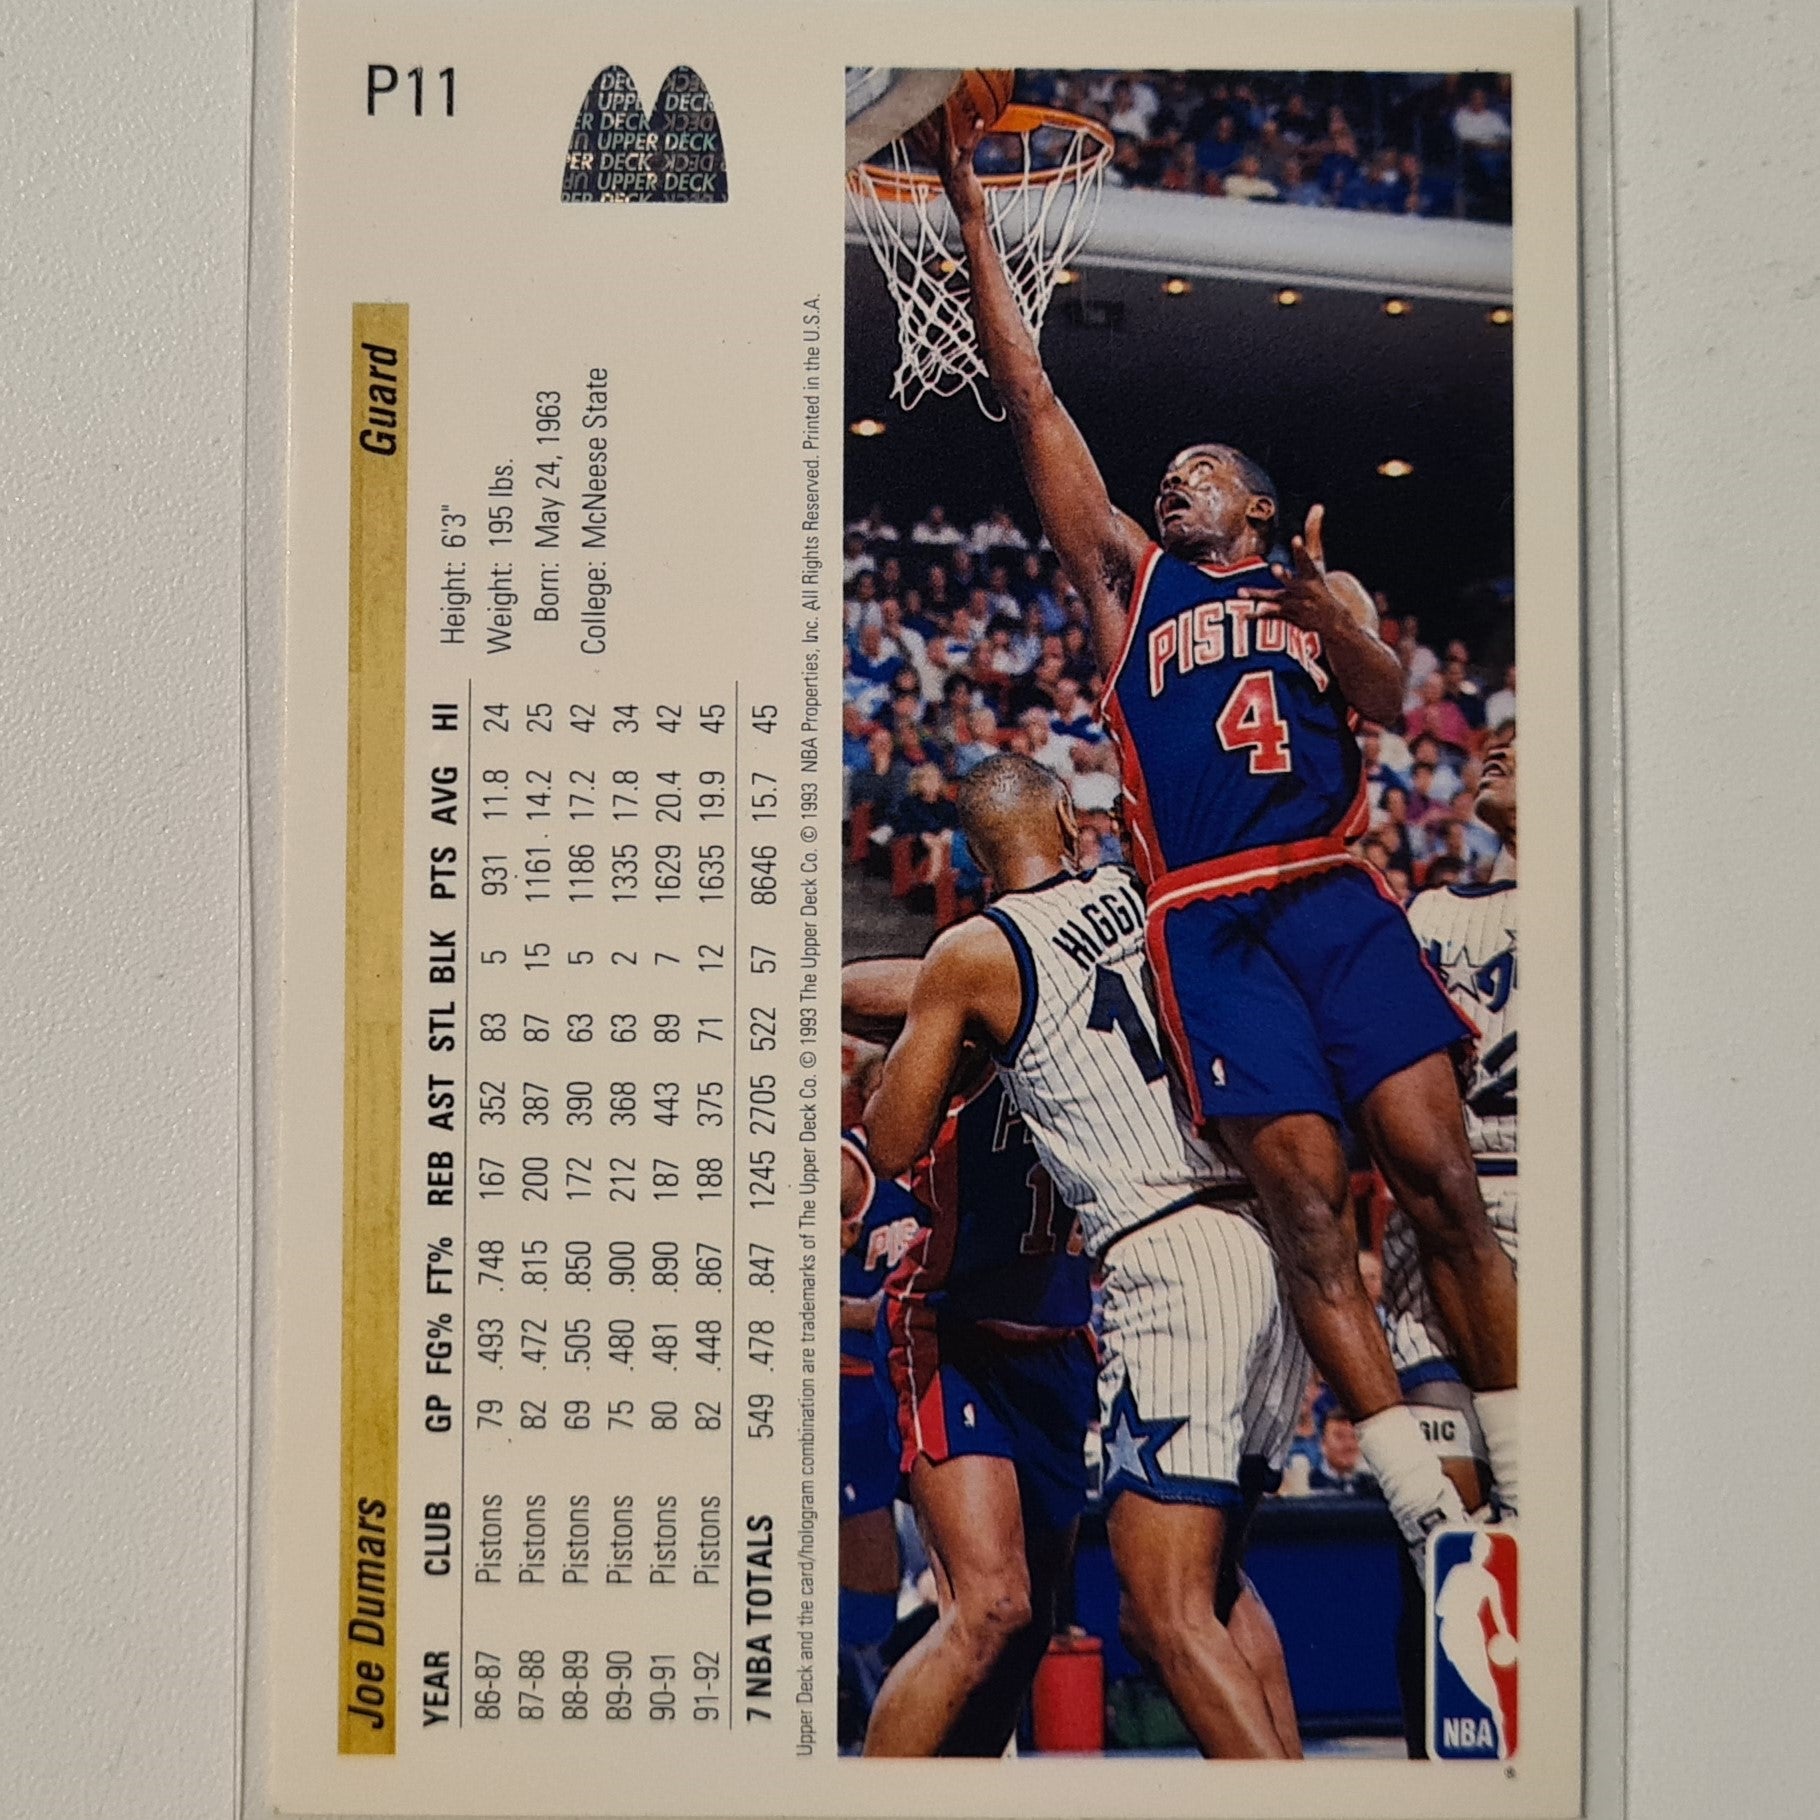 P11
Joe Dumars Guard
YEAR CLUB GP FG% FT% REB AST STL BLK PTS AVG HI
86-87 Pistons 79 .493 .748 167 352 83 5 931 11.8 24
87-88 Pistons 82 .472 .815 200 387 87 15 1161 14.2 25
88-89 Pistons 69 .505 .850 172 390 63 5 1186 17.2 42
89-90 Pistons 75 .480 .900 212 368 63 2 1335 17.8 34
90-91 Pistons 80 .481 .890 187 443 89 7 1629 20.4 42
91-92 Pistons 82 .448 .867 188 375 71 12 1635 19.9 45
7 NBA TOTALS 549 .478 .847 1245 2705 522 57 8646 15.7 45
Height: 6'3"
Weight: 195 lbs.
Born: May 24, 1963
College: McNeese State
UPPER DECK
UPPER DECK
Upper Deck and the card/hologram combination are trademarks of The Upper Deck Co. © 1993 The Upper Deck Co. © 1993 NBA Properties, Inc. All Rights Reserved. Printed in the U.S.A.
PISTONS
4
HIGGI
1
NBA